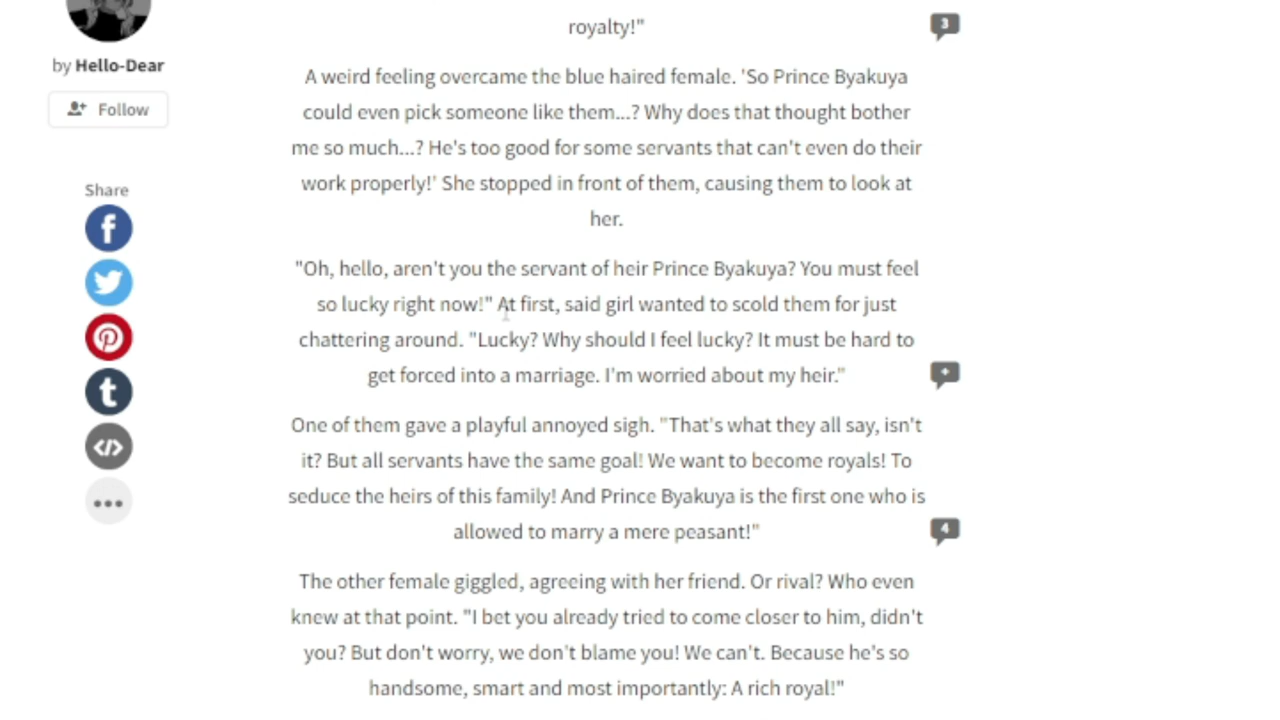 royalty!"
3
by Hello-Dear
Follow
Share
A weird feeling overcame the blue haired female. 'So Prince Byakuya
could even pick someone like them...? Why does that thought bother
me so much...? He's too good for some servants that can't even do their
work properly!' She stopped in front of them, causing them to look at
her.
"Oh, hello, aren't you the servant of heir Prince Byakuya? You must feel
so lucky right now!" At first, said girl wanted to scold them for just
chattering around. "Lucky? Why should I feel lucky? It must be hard to
get forced into a marriage. I'm worried about my heir."
+
One of them gave a playful annoyed sigh. "That's what they all say, isn't
it? But all servants have the same goal! We want to become royals! To
seduce the heirs of this family! And Prince Byakuya is the first one who is
allowed to marry a mere peasant!"
4
The other female giggled, agreeing with her friend. Or rival? Who even
knew at that point. "I bet you already tried to come closer to him, didn't
you? But don't worry, we don't blame you! We can't. Because he's so
handsome, smart and most importantly: A rich royal!"